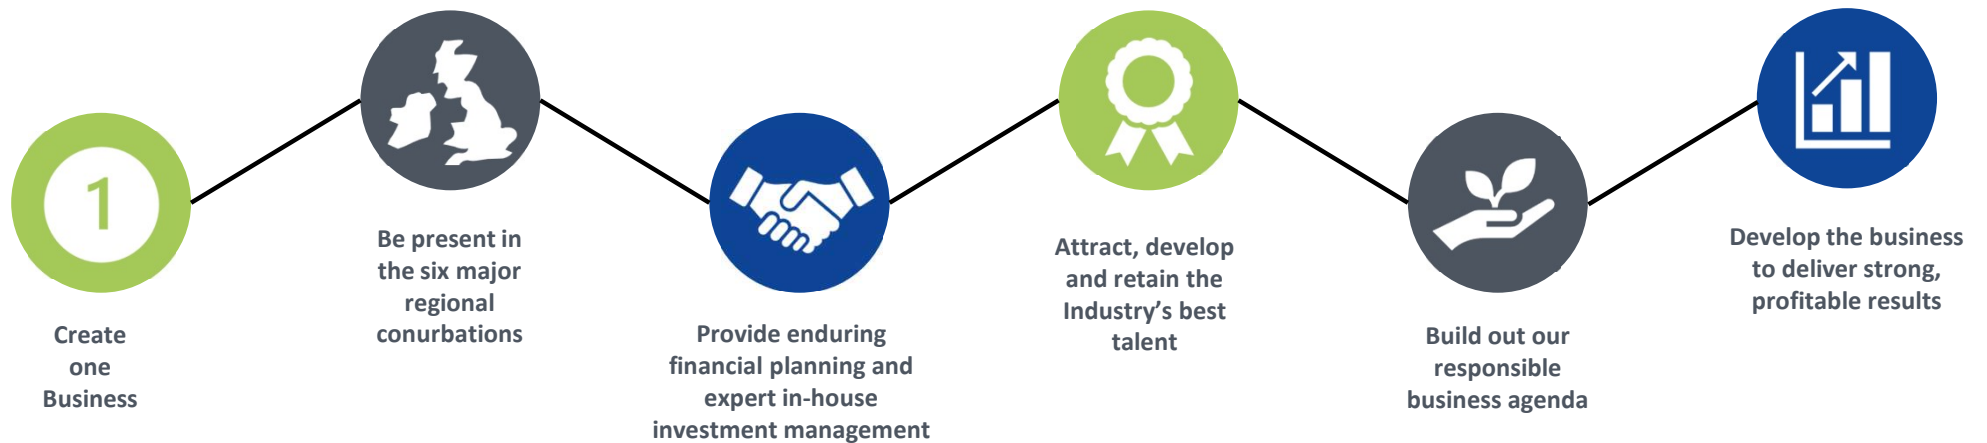 1
Create
one
Business
Be present in
the six major
regional
conurbations
Provide enduring
financial planning and
expert in-house
investment management
Attract, develop
and retain the
Industry's best
talent
Build out our
responsible
business agenda
Develop the business
to deliver strong,
profitable results